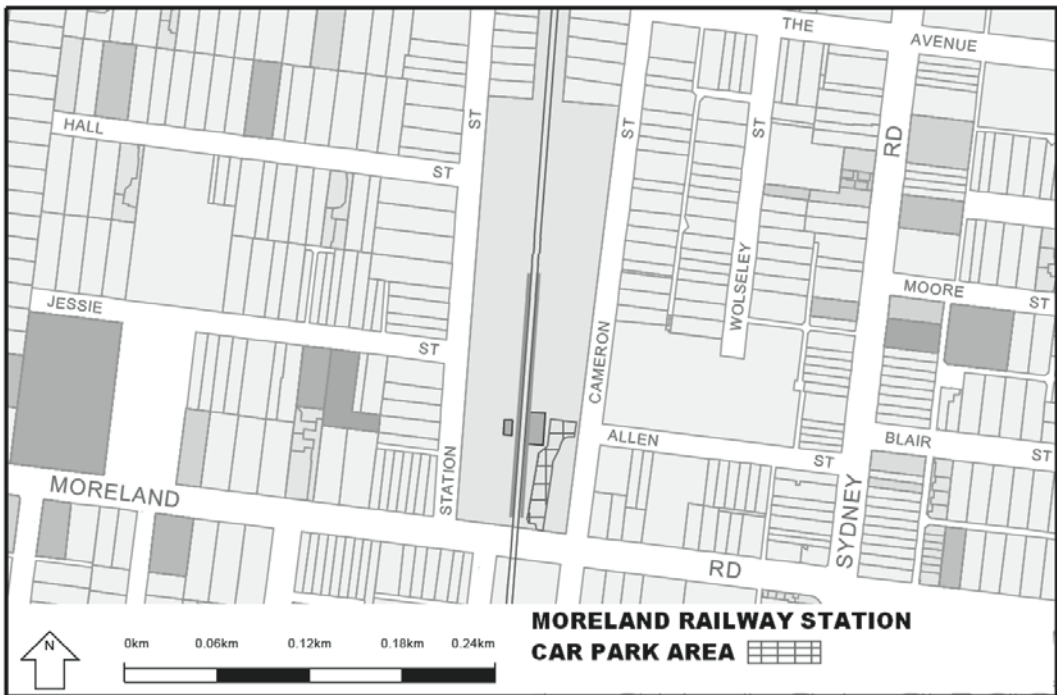 THE
AVENUE
HALL
ST
ST
ST
ST
RD
WOLSELEY
MOORE
ST
JESSIE
ST
CAMERON
ALLEN
ST
BLAIR
ST
STATION
SYDNEY
MORELAND
RD
MORELAND RAILWAY STATION
CAR PARK AREA
N
0km 0.06km 0.12km 0.18km 0.24km